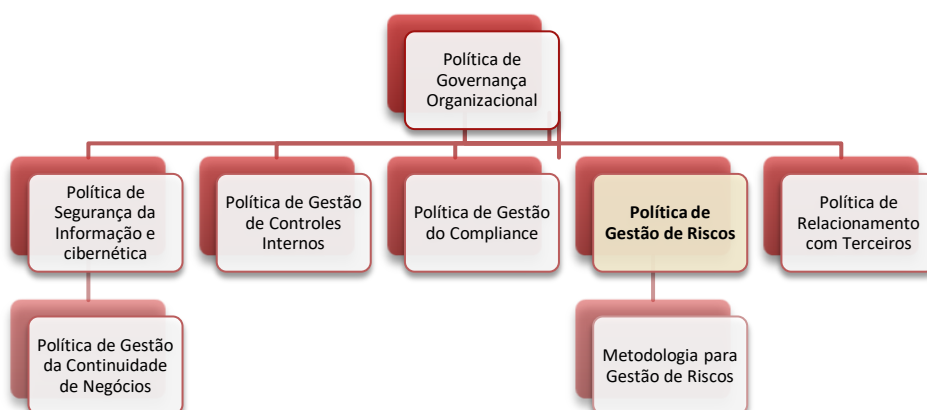 Política de
Governança
Organizacional
Política de
Segurança da
Informação e
cibernética
Política de Gestão
de Controles
Internos
Política de Gestão
do Compliance
Política de
Gestão de Riscos
Política de
Relacionamento
com Terceiros
Política de Gestão
da Continuidade
de Negócios
Metodologia para
Gestão de Riscos